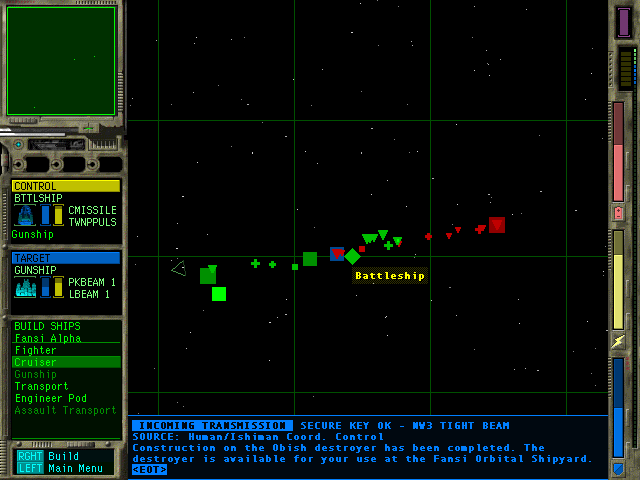 CONTROL
BTTLSHIP
CMISSILE
TWNPPULS
Gunship
TARGET
GUNSHIP
PKBEAM 1
LBEAM 1
BUILD SHIPS
Fansi Alpha
Fighter
Cruiser
Gunship
Transport
Engineer Pod
Assault Transport
RGHT Build
LEFT Main Menu
Battleship
INCOMING TRANSMISSION SECURE KEY OK - NW3 TIGHT BEAM
SOURCE: Human/Ishiman Coord. Control
Construction on the Obish destroyer has been completed. The
destroyer is available for your use at the Fansi Orbital Shipyard.
<EOT>